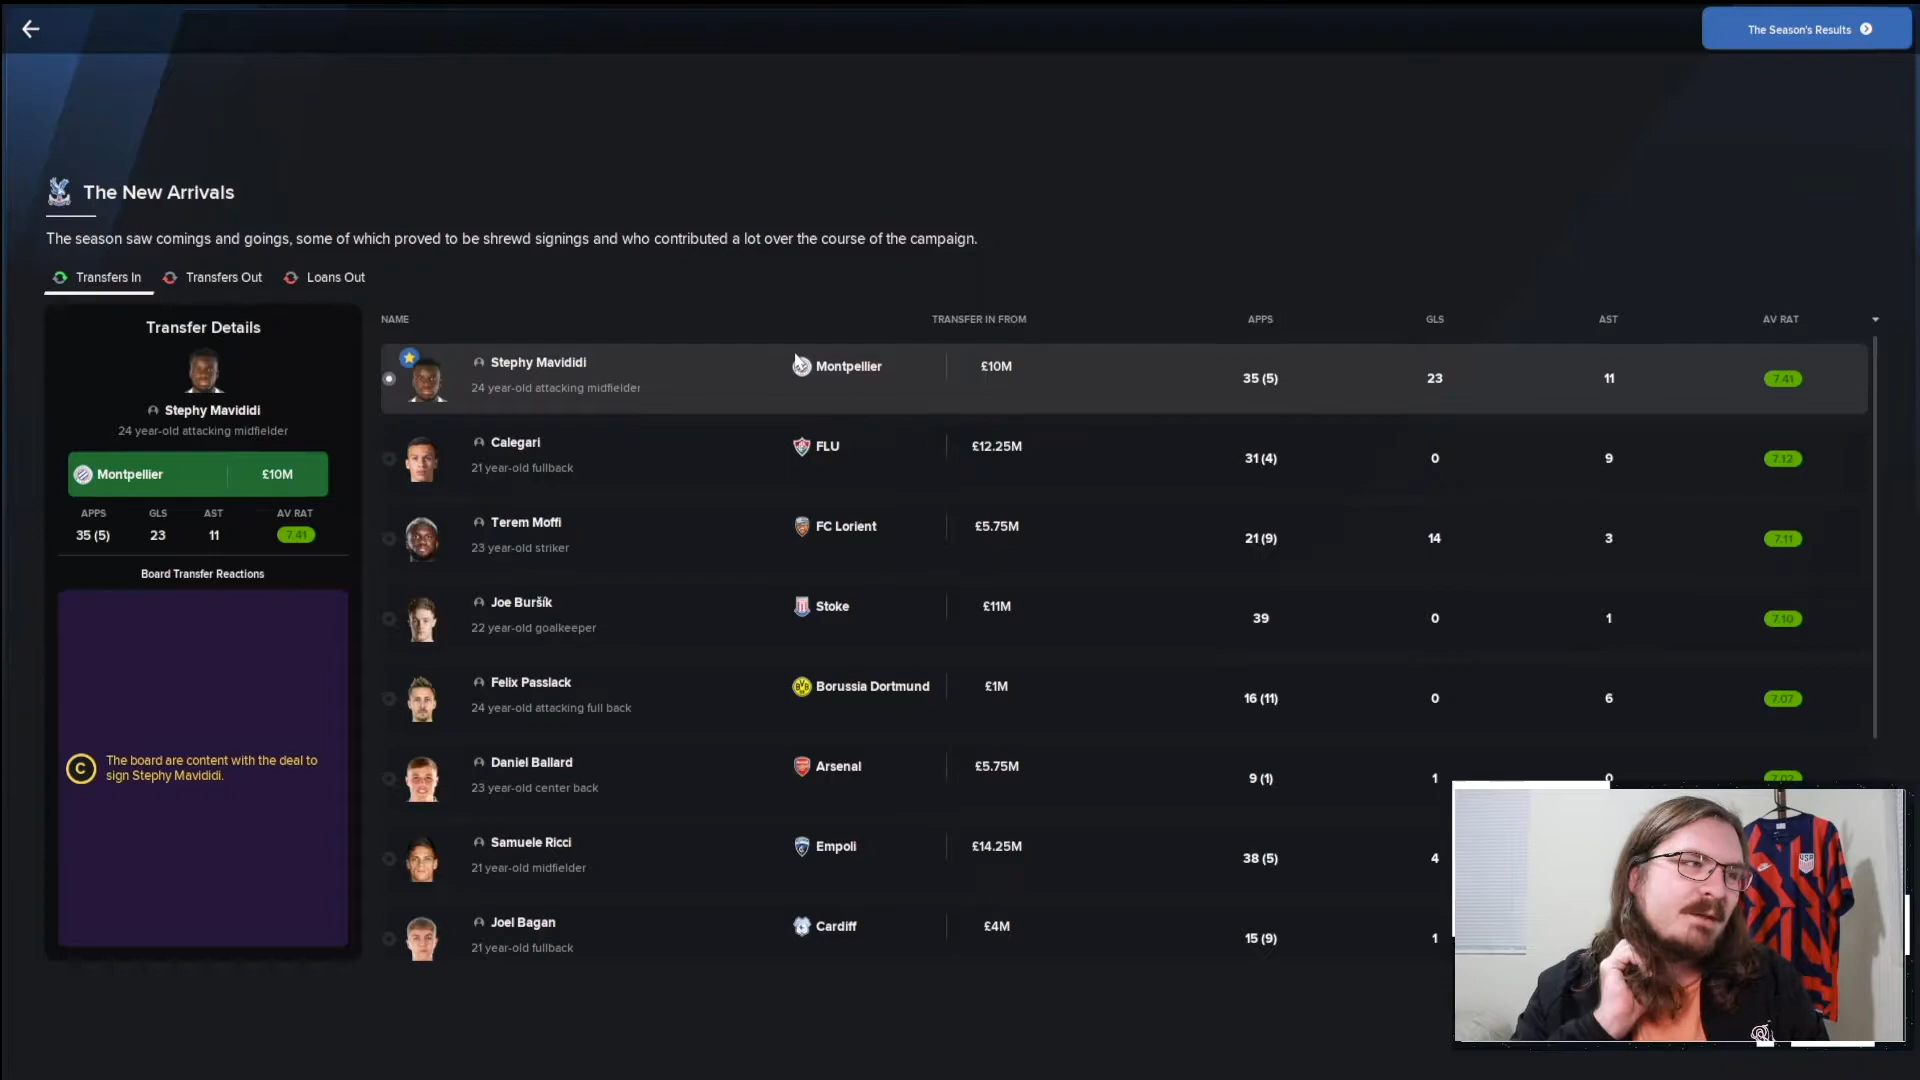 The Season's Results
The New Arrivals
The season saw comings and goings, some of which proved to be shrewd signings and who contributed a lot over the course of the campaign.
Transfers In Transfers Out Loans Out
Transfer Details
Stephy Mavididi
24 year-old attacking midfielder
Montpellier £10M
APPS GLS AST AV RAT
35 (5) 23 11 7.41
Board Transfer Reactions
C
The board are content with the deal to
sign Stephy Mavididi.
NAME TRANSFER IN FROM APPS GLS AST AV RAT
Stephy Mavididi Montpellier £10M 35 (5) 23 11 7.41
24 year-old attacking midfielder
Calegari FLU £12.25M 31 (4) 0 9 7.12
21 year-old fullback
Terem Moffi FC Lorient £5.75M 21 (9) 14 3 7.11
23 year-old striker
Joe Buršík Stoke £11M 39 0 1 7.10
22 year-old goalkeeper
Felix Passlack Borussia Dortmund £1M 16 (11) 0 6 7.07
24 year-old attacking full back
Daniel Ballard Arsenal £5.75M 9 (1) 1 0 7.02
23 year-old center back
Samuele Ricci Empoli £14.25M 38 (5) 4
21 year-old midfielder
Joel Bagan Cardiff £4M 15 (9) 1
21 year-old fullback
USA